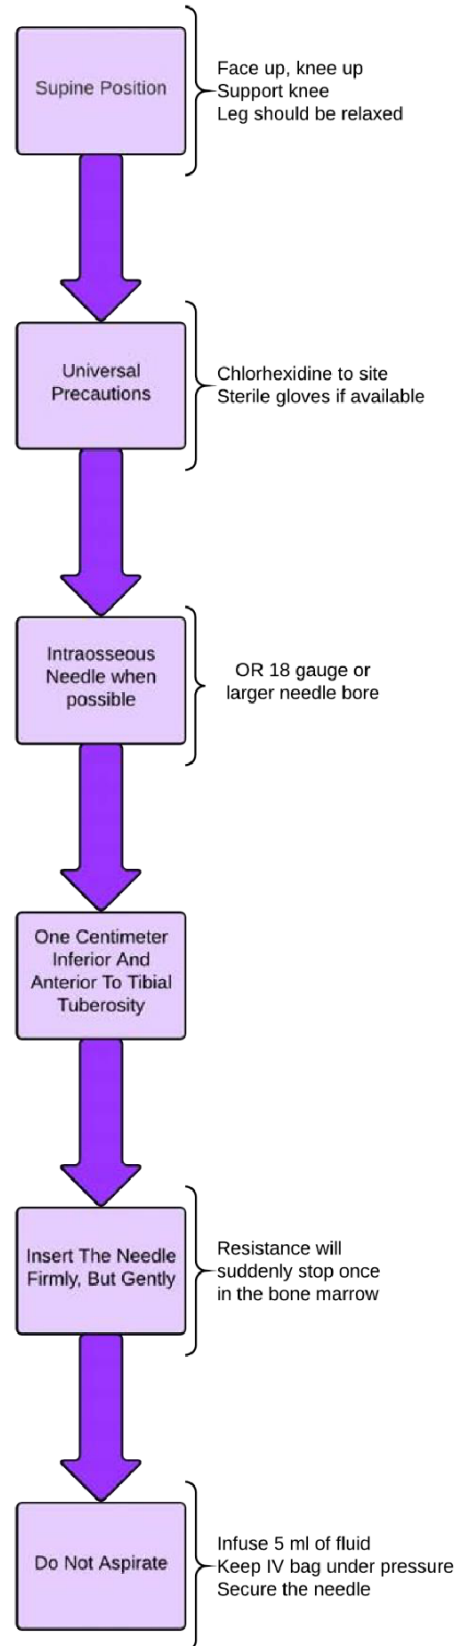 Supine Position
Face up, knee up
Support knee
Leg should be relaxed
Universal
Precautions
Chlorhexidine to site
Sterile gloves if available
Intraosseous
Needle when
possible
OR 18 gauge or
larger needle bore
One Centimeter
Inferior And
Anterior To Tibial
Tuberosity
Insert The Needle
Firmly, But Gently
Resistance will
suddenly stop once
in the bone marrow
Do Not Aspirate
Infuse 5 ml of fluid
Keep IV bag under pressure
Secure the needle